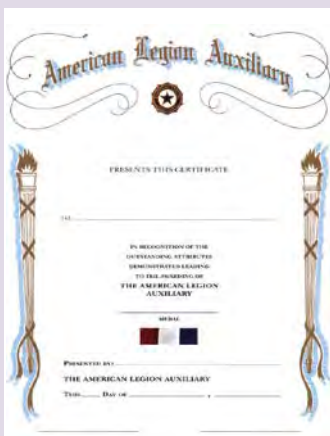 American Legion Auxiliary
PRESENTS THIS CERTIFICATE
TO
IN RECOGNITION OF THE
OUTSTANDING ATTRIBUTES
DEMONSTRATED LEADING
TO THE AWARDING OF
THE AMERICAN LEGION
AUXILIARY
MEDAL
PRESENTED BY
THE AMERICAN LEGION AUXILIARY
THIS DAY OF ,